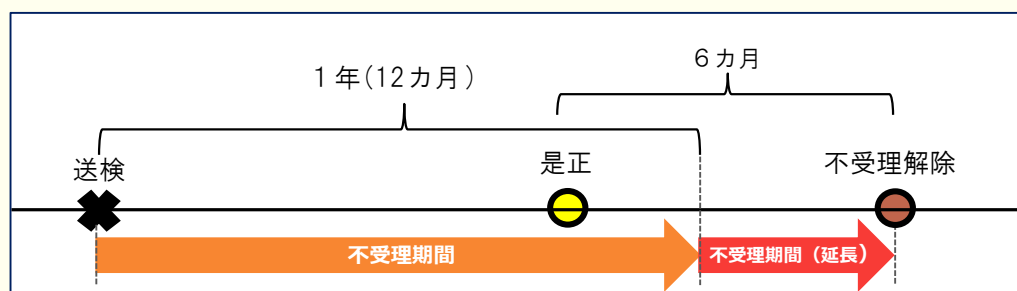 6カ月
1年(12カ月)
送検
是正
不受理解除
不受理期間
不受理期間(延長)